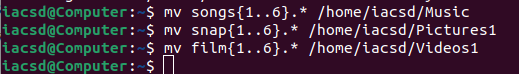 iacsd@Computer:~$ mv songs{1..6}.* /home/iacsd/Music
iacsd@Computer:~$ mv snap{1..6}.* /home/iacsd/Pictures1
iacsd@Computer:~$ mv film{1..6}.* /home/iacsd/Videos1
iacsd@Computer:~$